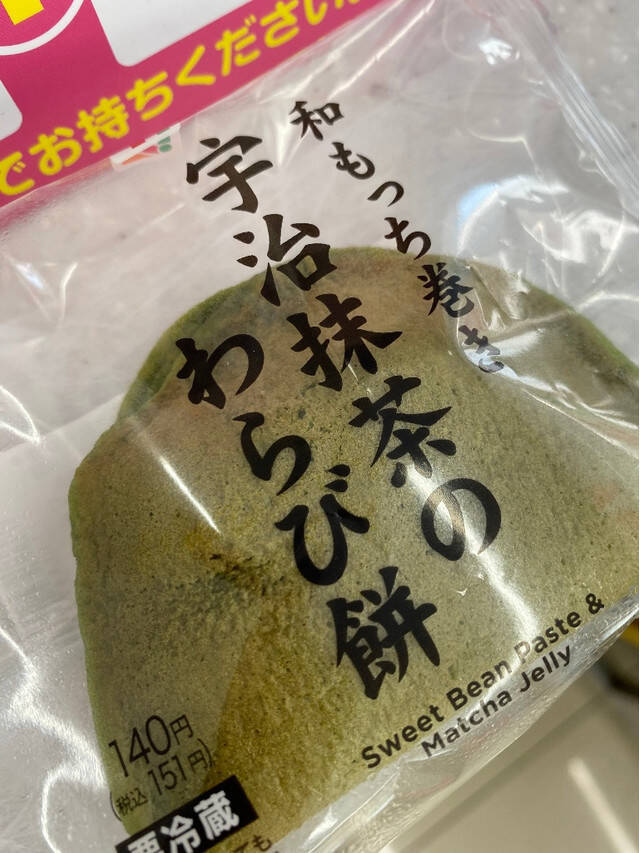 でお持ちください
和もっち巻き
宇治抹茶の
わらび餅
Sweet Bean Paste &
Matcha Jelly
140円
(税込 151円)
要冷蔵
ても